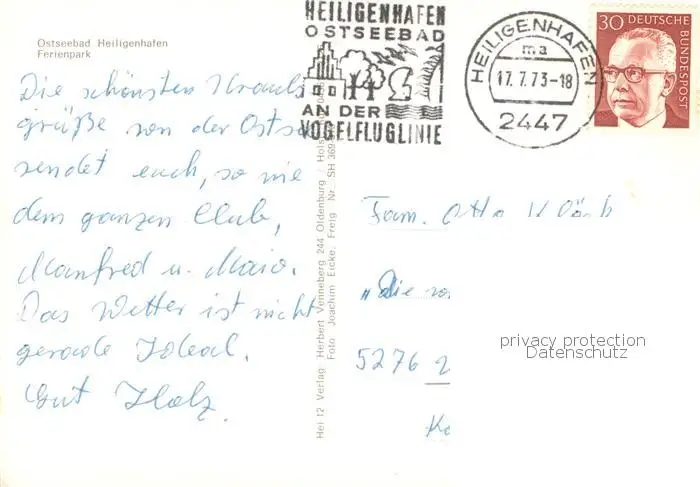 Ostseebad Heiligenhafen
Ferienpark
HEILIGENHAFEN
OSTSEEBAD
AN DER
VOGELFLUGLINIE
HEILIGENHAFEN
ma
17.7.73-18
2447
30 DEUTSCHE
BUNDESPOST
Die schönsten Urlaubs
grüße von der Ostsee
sendet euch, so wie
dem ganzen Club,
Manfred u.
Das Wetter ist nicht
gerade Ideal.
Gut Holz.
Hei 12 Verlag Herbert Venneberg 244 Oldenburg / Hols
Foto Joachim Eicke. Freig Nr. SH 369
Fam. Otto
"Die
5276
privacy protection
Datenschutz